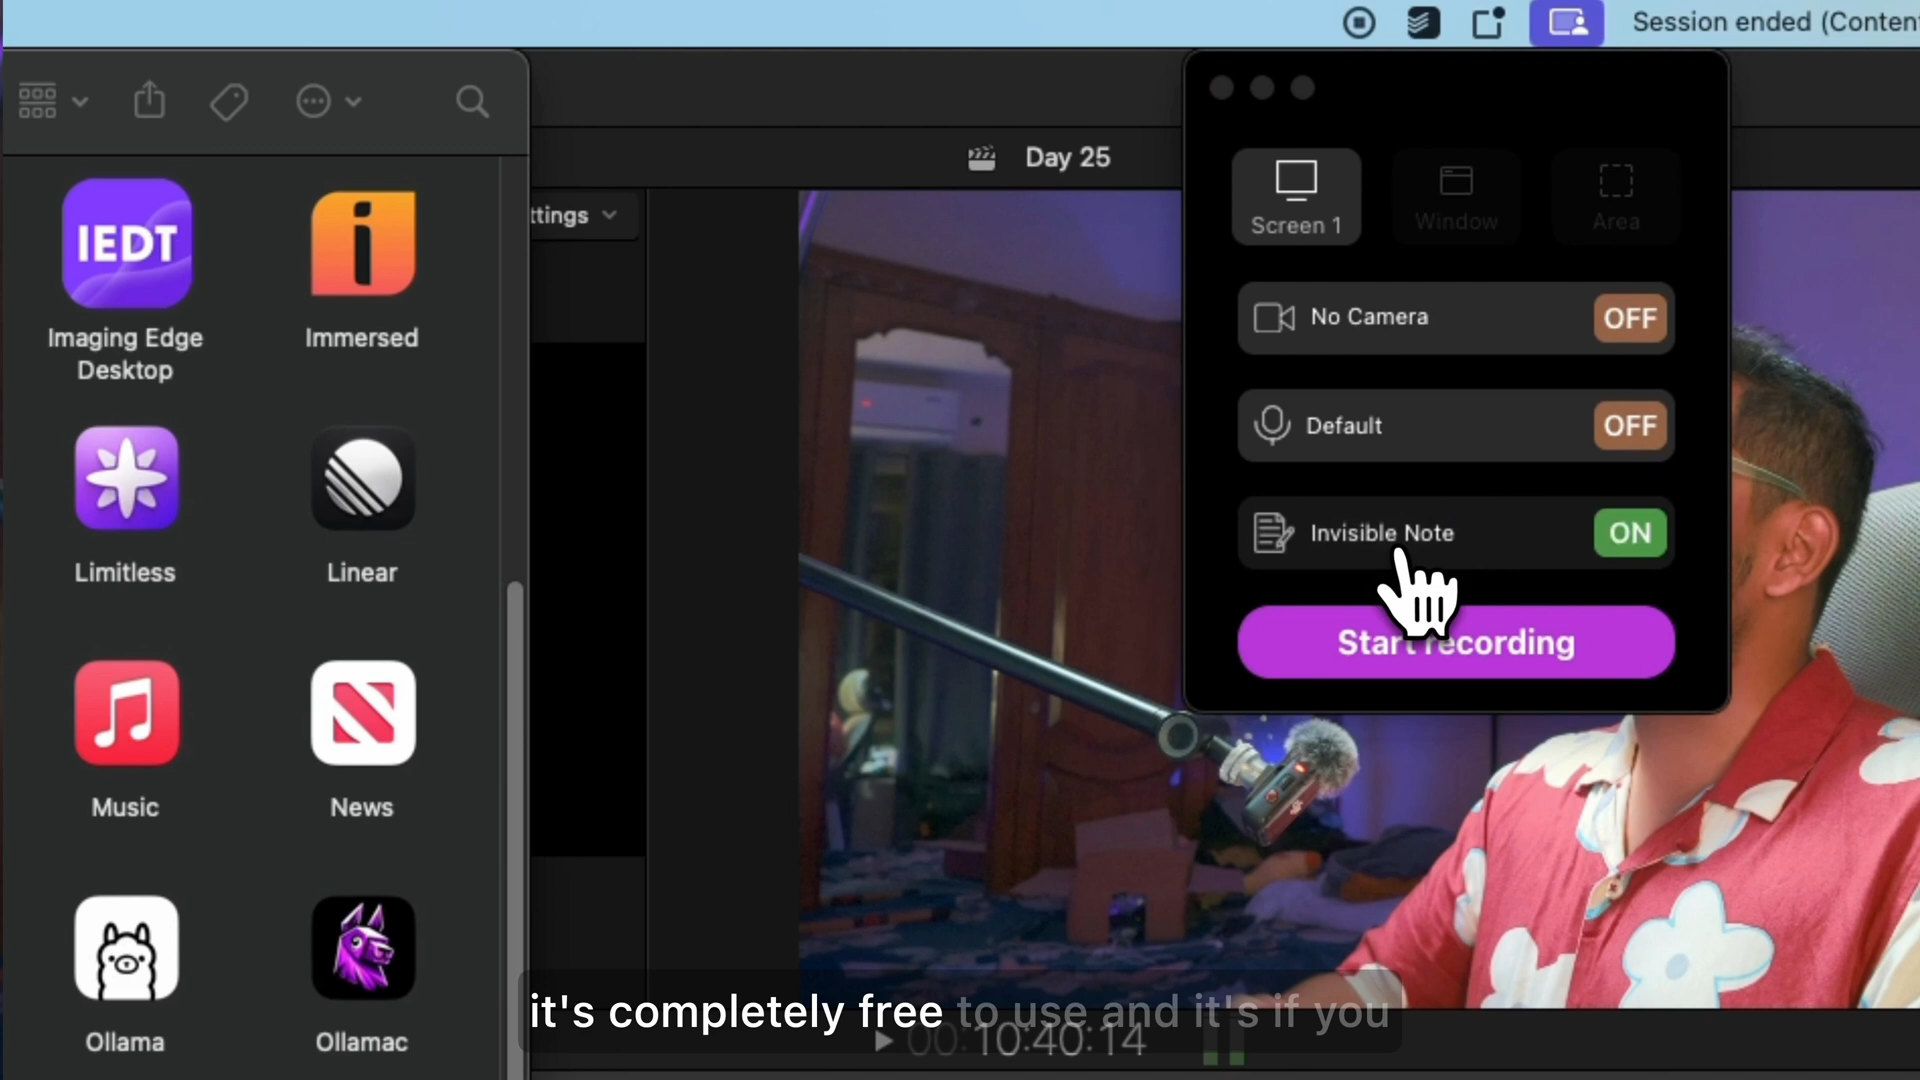 Session ended (Conten
Day 25
ttings
IEDT
Imaging Edge
Desktop
i
Immersed
Limitless
Linear
Music
News
Ollama
Ollamac
Screen 1
Window
Area
No Camera
OFF
Default
OFF
Invisible Note
ON
Start recording
it's completely free to use and it's if you
00:10:40:14